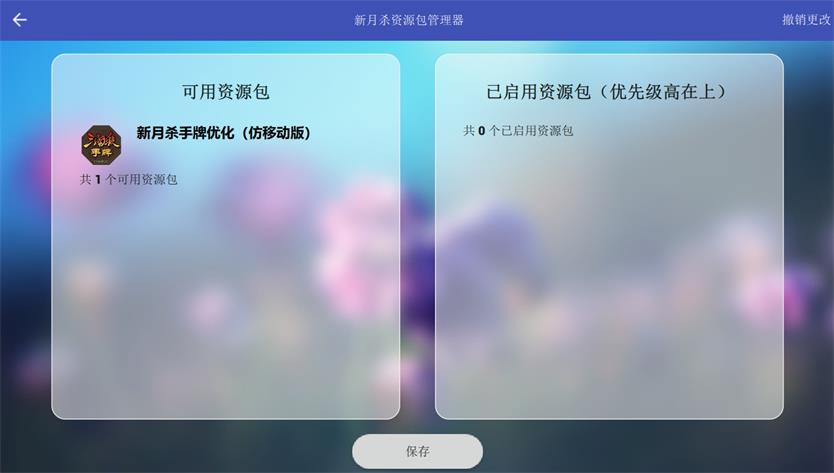 新月杀资源包管理器
撤销更改
可用资源包
新月杀手牌优化（仿移动版）
手牌
共 1 个可用资源包
已启用资源包（优先级高在上）
共 0 个已启用资源包
保存